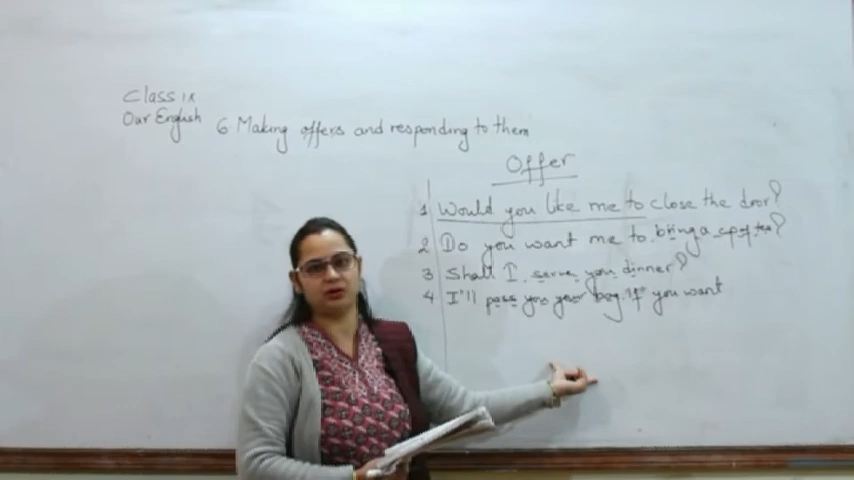 Class ix
Our English 6 Making offers and responding to them
Offer
1 Would you like me to close the door?
2 Do you want me to bring a cp of tea?
3 Shall I serve you dinner?
4 I'll pass you your bag if you want